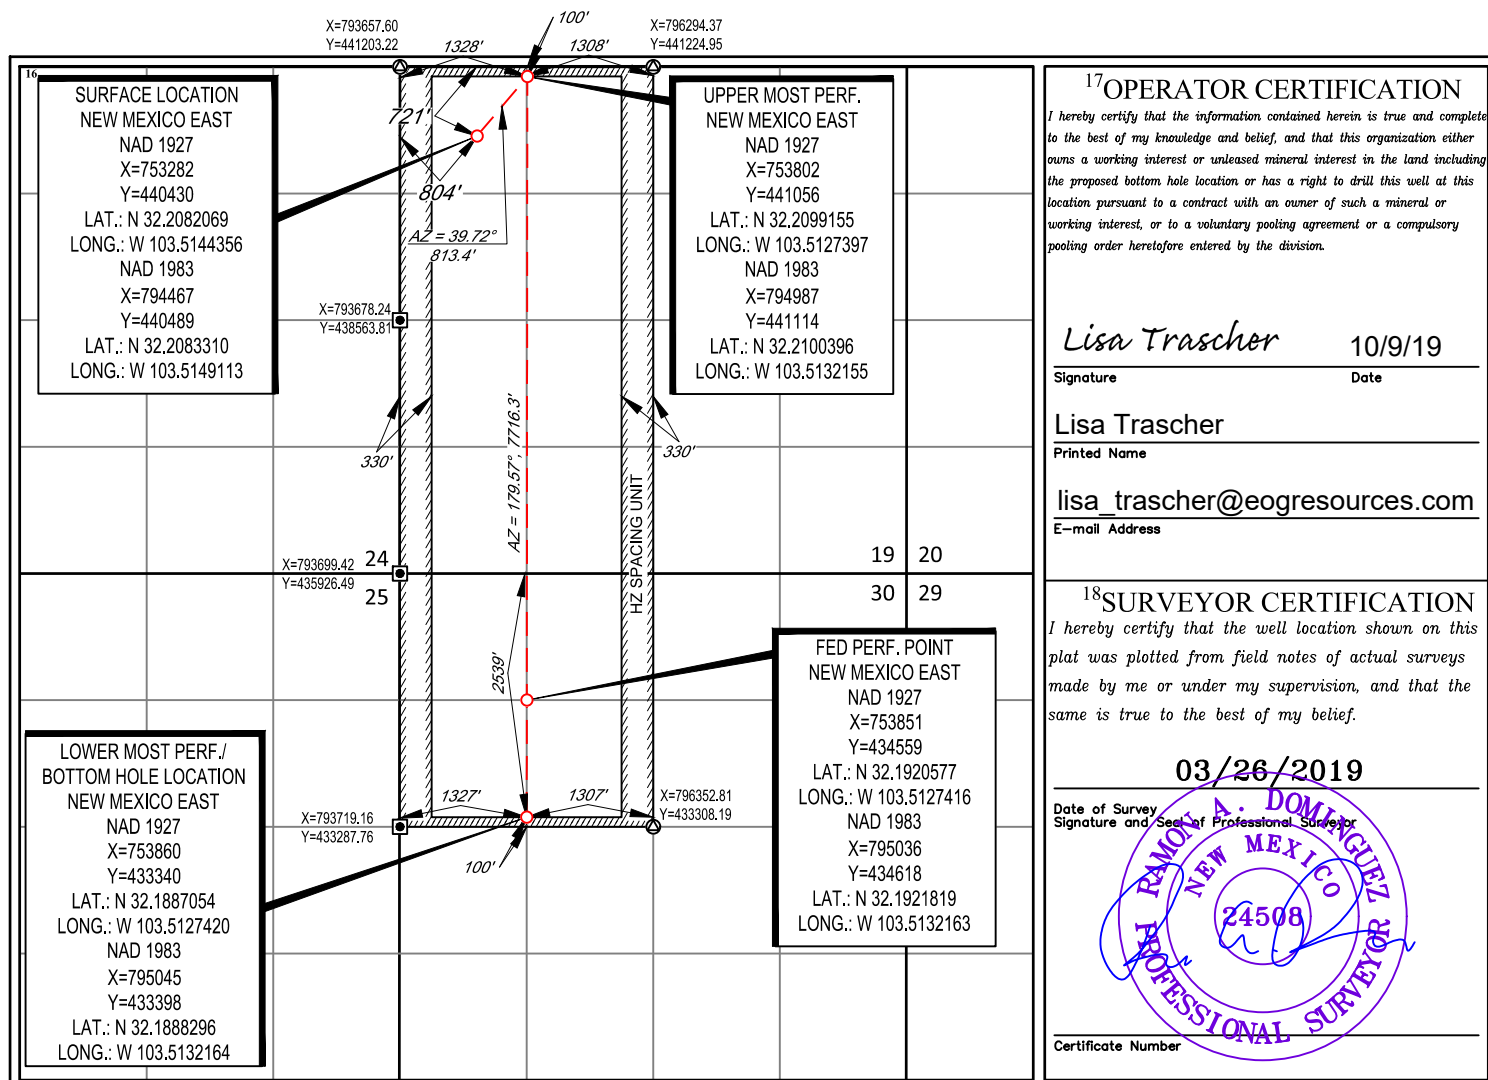 X=793657.60
Y=441203.22
100'
X=796294.37
Y=441224.95
1328'
1308'
16
SURFACE LOCATION
NEW MEXICO EAST
NAD 1927
X=753282
Y=440430
LAT.: N 32.2082069
LONG.: W 103.5144356
NAD 1983
X=794467
Y=440489
LAT.: N 32.2083310
LONG.: W 103.5149113
721'
804'
AZ = 39.72°
813.4'
UPPER MOST PERF.
NEW MEXICO EAST
NAD 1927
X=753802
Y=441056
LAT.: N 32.2099155
LONG.: W 103.5127397
NAD 1983
X=794987
Y=441114
LAT.: N 32.2100396
LONG.: W 103.5132155
X=793678.24
Y=438563.81
330'
330'
AZ = 179.57°, 7716.3'
HZ SPACING UNIT
X=793699.42
Y=435926.49
24
25
19 20
30 29
2539'
FED PERF. POINT
NEW MEXICO EAST
NAD 1927
X=753851
Y=434559
LAT.: N 32.1920577
LONG.: W 103.5127416
NAD 1983
X=795036
Y=434618
LAT.: N 32.1921819
LONG.: W 103.5132163
LOWER MOST PERF./
BOTTOM HOLE LOCATION
NEW MEXICO EAST
NAD 1927
X=753860
Y=433340
LAT.: N 32.1887054
LONG.: W 103.5127420
NAD 1983
X=795045
Y=433398
LAT.: N 32.1888296
LONG.: W 103.5132164
X=793719.16
Y=433287.76
1327'
1307'
X=796352.81
Y=433308.19
100'
17OPERATOR CERTIFICATION
I hereby certify that the information contained herein is true and complete
to the best of my knowledge and belief, and that this organization either
owns a working interest or unleased mineral interest in the land including
the proposed bottom hole location or has a right to drill this well at this
location pursuant to a contract with an owner of such a mineral or
working interest, or to a voluntary pooling agreement or a compulsory
pooling order heretofore entered by the division.
Lisa Trascher 10/9/19
Signature Date
Lisa Trascher
Printed Name
lisa_trascher@eogresources.com
E-mail Address
18SURVEYOR CERTIFICATION
I hereby certify that the well location shown on this
plat was plotted from field notes of actual surveys
made by me or under my supervision, and that the
same is true to the best of my belief.
03/26/2019
Date of Survey
Signature and Seal of Professional Surveyor
RAMON A. DOMINGUEZ
NEW MEXICO
24508
PROFESSIONAL SURVEYOR
Certificate Number